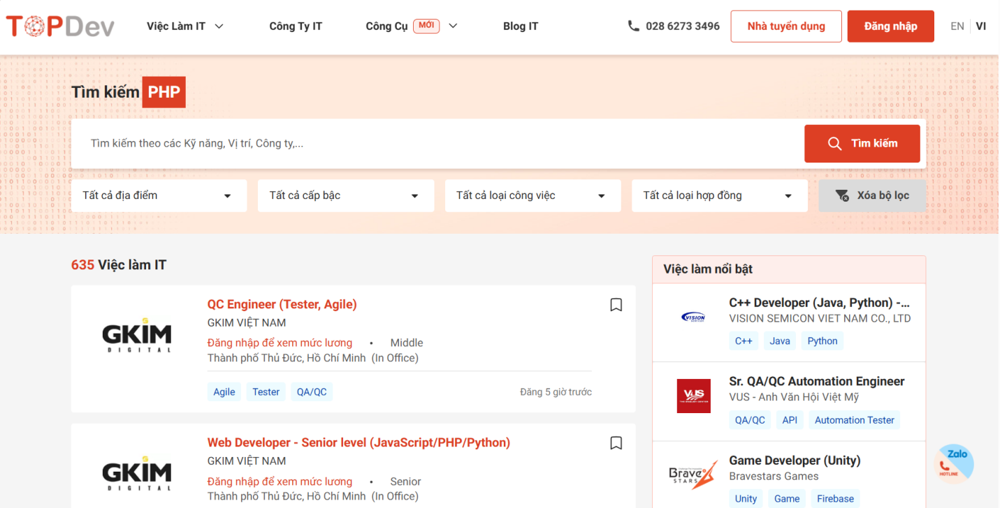 TOPDev
Việc Làm IT
Công Ty IT
Công Cụ MỚI
Blog IT
028 6273 3496
Nhà tuyển dụng
Đăng nhập
EN VI
Tìm kiếm PHP
Tìm kiếm theo các Kỹ năng, Vị trí, Công ty,...
Tìm kiếm
Tất cả địa điểm
Tất cả cấp bậc
Tất cả loại công việc
Tất cả loại hợp đồng
Xóa bộ lọc
635 Việc làm IT
GKIM
DIGITAL
QC Engineer (Tester, Agile)
GKIM VIỆT NAM
Đăng nhập để xem mức lương • Middle
Thành phố Thủ Đức, Hồ Chí Minh (In Office)
Agile Tester QA/QC
Đăng 5 giờ trước
GKIM
DIGITAL
Web Developer - Senior level (JavaScript/PHP/Python)
GKIM VIỆT NAM
Đăng nhập để xem mức lương • Senior
Thành phố Thủ Đức, Hồ Chí Minh (In Office)
Việc làm nổi bật
VISION
C++ Developer (Java, Python) -...
VISION SEMICON VIET NAM CO., LTD
C++ Java Python
VUS
Sr. QA/QC Automation Engineer
VUS - Anh Văn Hội Việt Mỹ
QA/QC API Automation Tester
Brave
STARS
Game Developer (Unity)
Bravestars Games
Unity Game Firebase
Zalo
HOTLINE